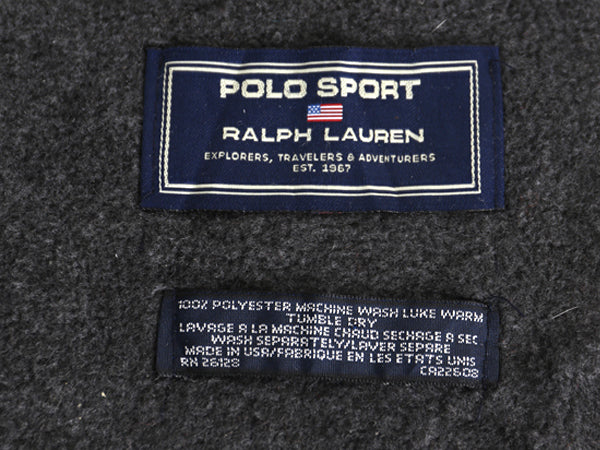 POLO SPORT
RALPH LAUREN
EXPLORERS, TRAVELERS & ADVENTURERS
EST. 1967
100% POLYESTER MACHINE WASH LUKE WARM
TUMBLE DRY
LAVAGE A LA MACHINE CHAUD SECHAGE A SEC
WASH SEPARATELY/LAVER SEPARE
MADE IN USA/FABRIQUE EN LES ETATS UNIS
RN 26128 CA22608